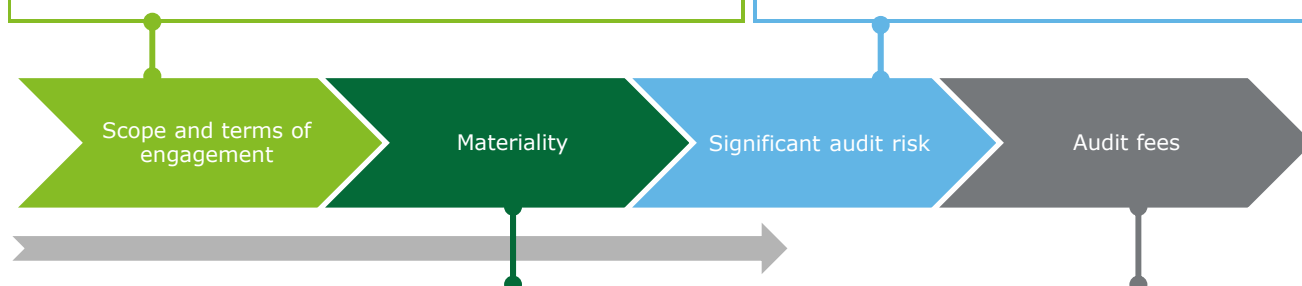 Scope and terms of
engagement
Materiality
Significant audit risk
Audit fees